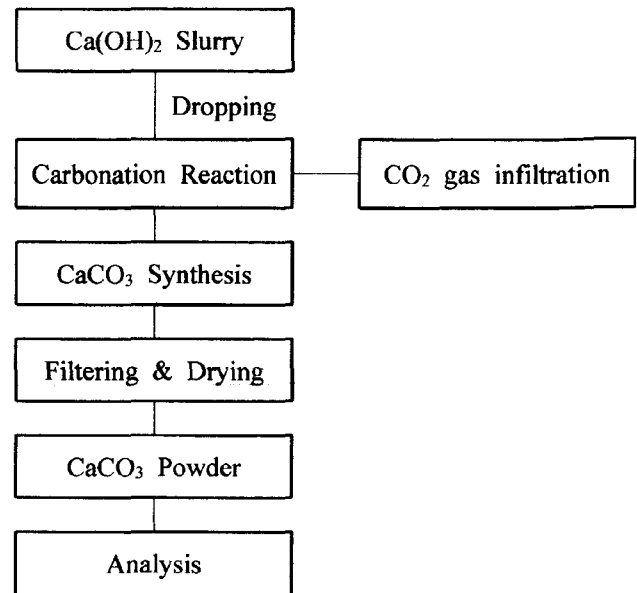 Ca(OH)₂ Slurry
Dropping
Carbonation Reaction
CO₂ gas infiltration
CaCO₃ Synthesis
Filtering & Drying
CaCO₃ Powder
Analysis